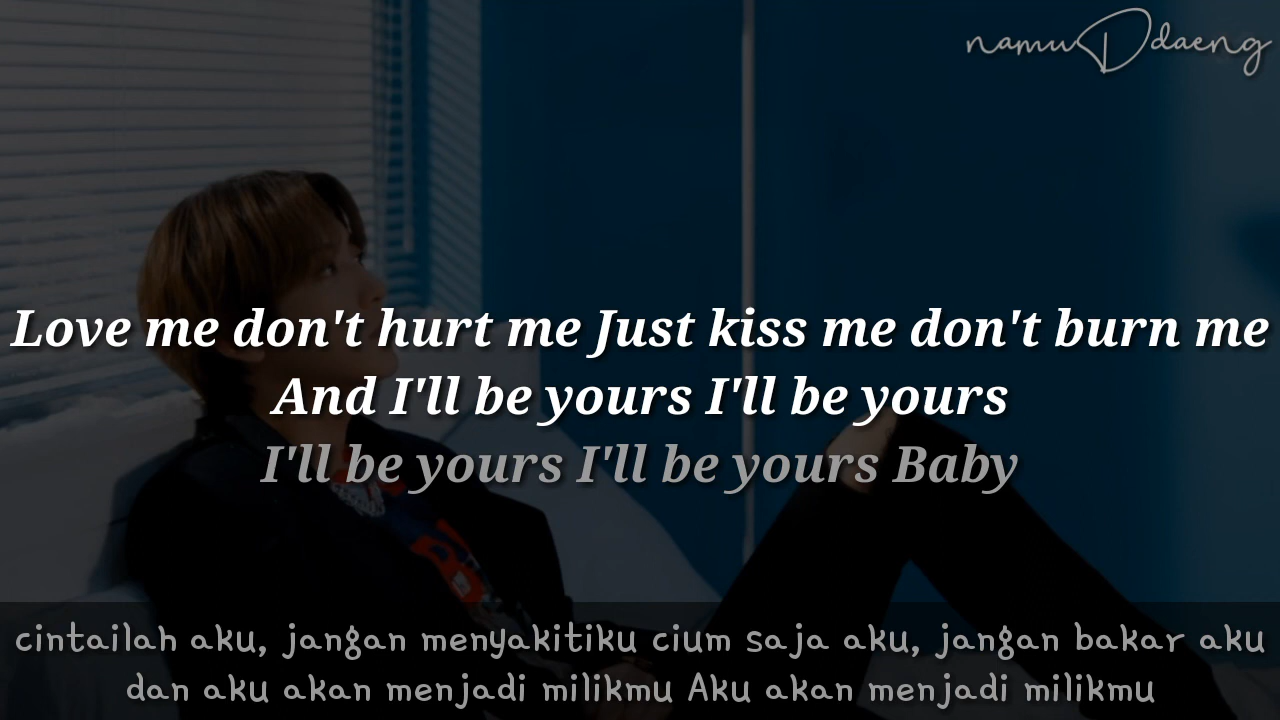 namuDdaeng
Love me don't hurt me Just kiss me don't burn me
And I'll be yours I'll be yours
I'll be yours I'll be yours Baby
cintailah aku, jangan menyakitiku cium saja aku, jangan bakar aku
dan aku akan menjadi milikmu Aku akan menjadi milikmu